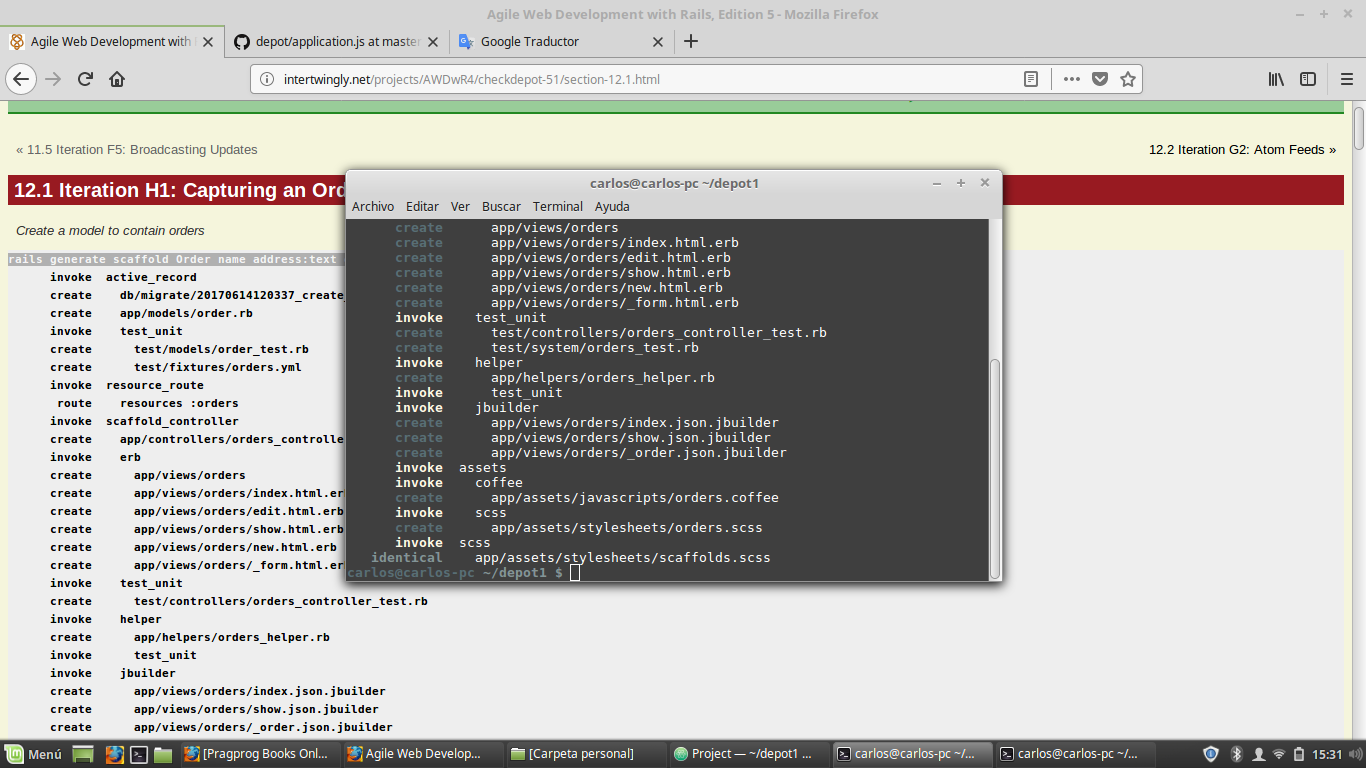 Agile Web Development with Rails, Edition 5 - Mozilla Firefox
Agile Web Development with
depot/application.js at master
Google Traductor
intertwingly.net/projects/AWDwR4/checkdepot-51/section-12.1.html
« 11.5 Iteration F5: Broadcasting Updates
12.2 Iteration G2: Atom Feeds »
12.1 Iteration H1: Capturing an Ord
Create a model to contain orders
rails generate scaffold Order name address:text
invoke active_record
create db/migrate/20170614120337_create_
create app/models/order.rb
invoke test_unit
create test/models/order_test.rb
create test/fixtures/orders.yml
invoke resource_route
route resources :orders
invoke scaffold_controller
create app/controllers/orders_controlle
invoke erb
create app/views/orders
create app/views/orders/index.html.er
create app/views/orders/edit.html.erb
create app/views/orders/show.html.erb
create app/views/orders/new.html.erb
create app/views/orders/_form.html.er
invoke test_unit
create test/controllers/orders_controller_test.rb
invoke helper
create app/helpers/orders_helper.rb
invoke test_unit
invoke jbuilder
create app/views/orders/index.json.jbuilder
create app/views/orders/show.json.jbuilder
create app/views/orders/_order.json.jbuilder
carlos@carlos-pc ~/depot1
Archivo Editar Ver Buscar Terminal Ayuda
create app/views/orders
create app/views/orders/index.html.erb
create app/views/orders/edit.html.erb
create app/views/orders/show.html.erb
create app/views/orders/new.html.erb
create app/views/orders/_form.html.erb
invoke test_unit
create test/controllers/orders_controller_test.rb
create test/system/orders_test.rb
invoke helper
create app/helpers/orders_helper.rb
invoke test_unit
invoke jbuilder
create app/views/orders/index.json.jbuilder
create app/views/orders/show.json.jbuilder
create app/views/orders/_order.json.jbuilder
invoke assets
invoke coffee
create app/assets/javascripts/orders.coffee
invoke scss
create app/assets/stylesheets/orders.scss
invoke scss
identical app/assets/stylesheets/scaffolds.scss
carlos@carlos-pc ~/depot1 $
Menú
[Pragprog Books Onl...
Agile Web Develop...
[Carpeta personal]
Project — ~/depot1 ...
carlos@carlos-pc ~/...
carlos@carlos-pc ~/...
15:31